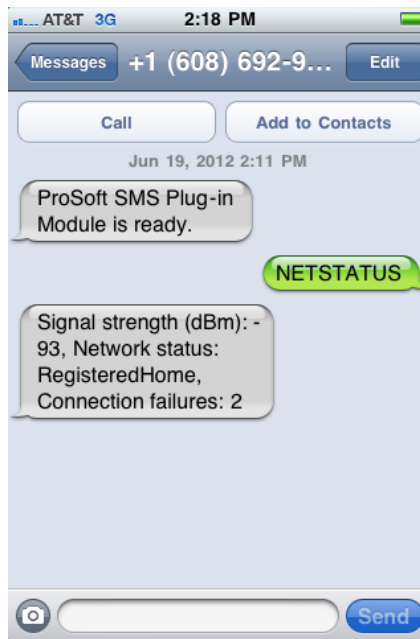 AT&T 3G 2:18 PM
Messages +1 (608) 692-9... Edit
Call Add to Contacts
Jun 19, 2012 2:11 PM
ProSoft SMS Plug-in
Module is ready.
NETSTATUS
Signal strength (dBm): -
93, Network status:
RegisteredHome,
Connection failures: 2
Send